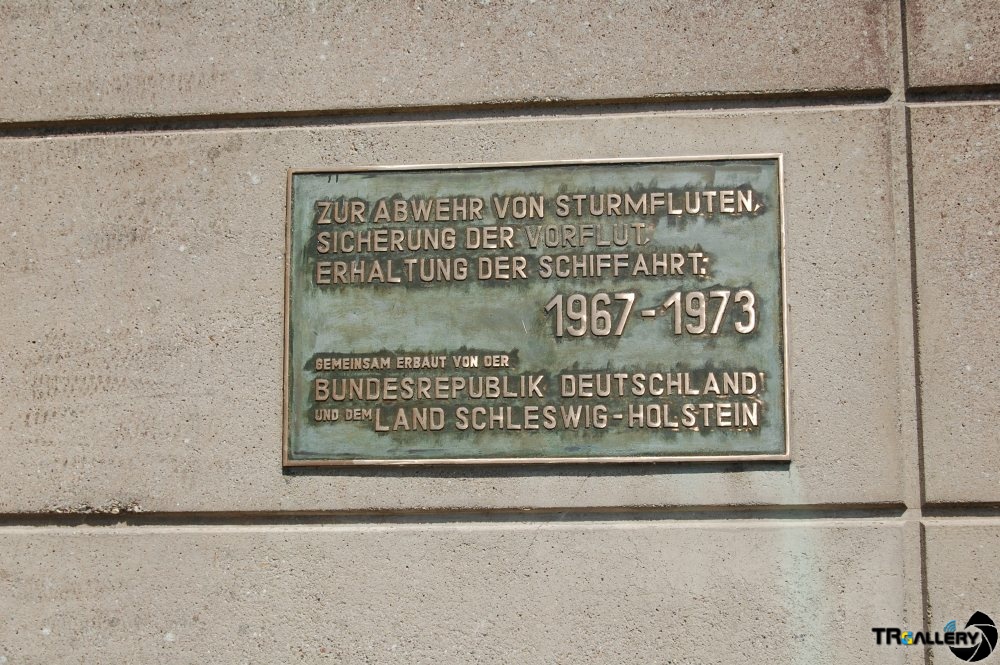 ZUR ABWEHR VON STURMFLUTEN,
SICHERUNG DER VORFLUT,
ERHALTUNG DER SCHIFFAHRT:
1967-1973
GEMEINSAM ERBAUT VON DER
BUNDESREPUBLIK DEUTSCHLAND
UND DEM LAND SCHLESWIG-HOLSTEIN
TRGALLERY